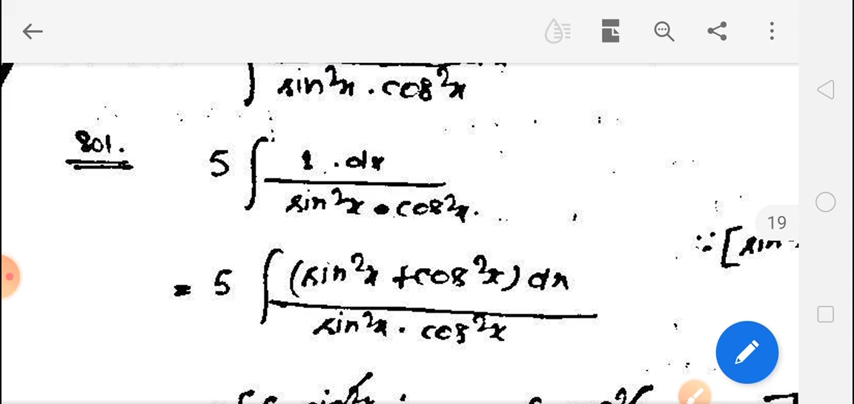 sin²x . cos²x
Sol. 5 ∫ 1 . dx
sin²x . cos²x.
19
∵ [sin
= 5 ∫ (sin²x + cos²x) dx
sin²x . cos²x